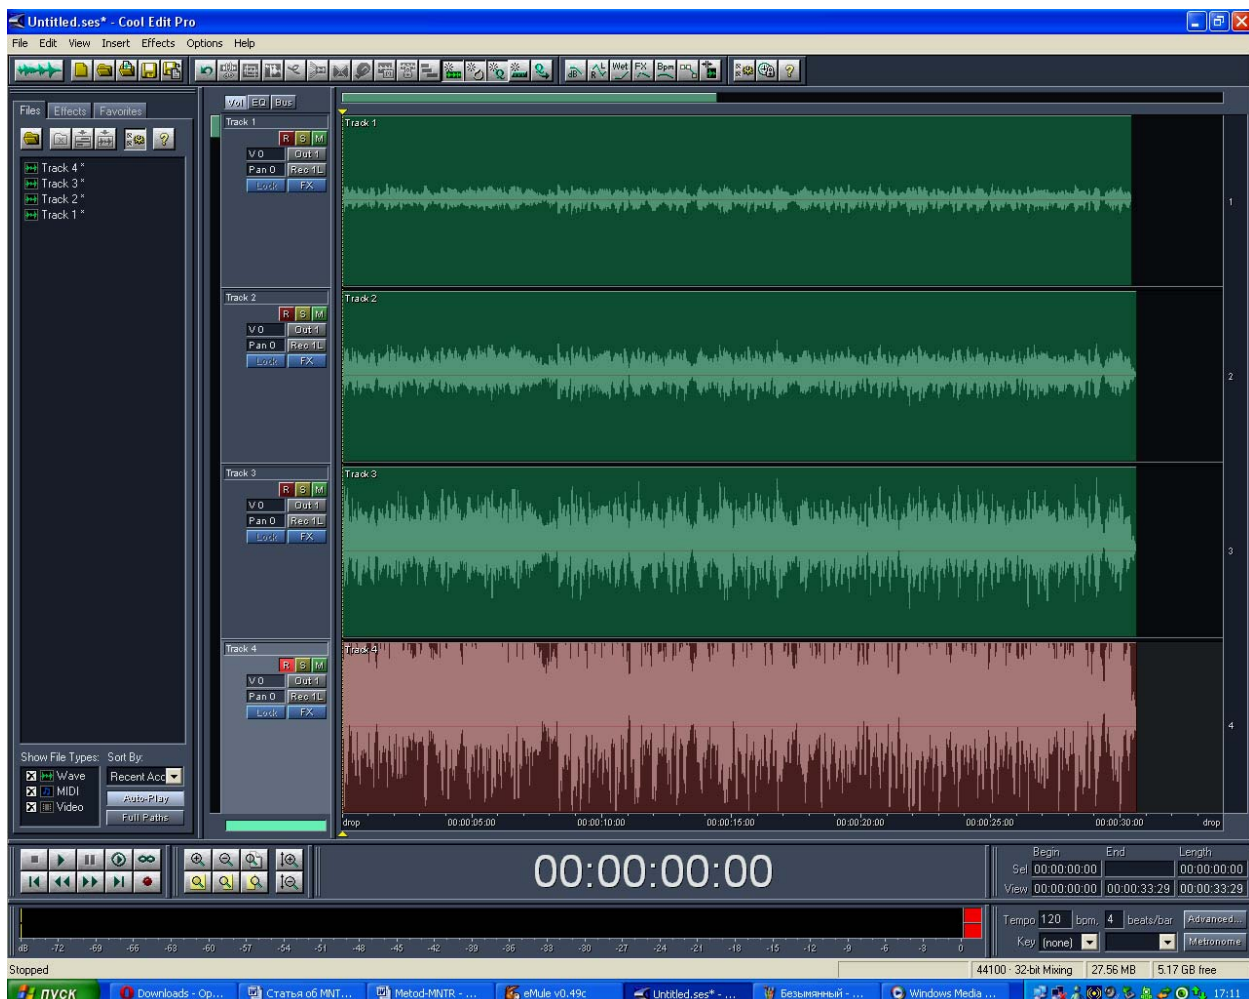 Untitled.ses* - Cool Edit Pro
File Edit View Insert Effects Options Help
Files Effects Favorites
Track 4 *
Track 3 *
Track 2 *
Track 1 *
Show File Types: Sort By:
Wave Recent Acc
MIDI Auto-Play
Video Full Paths
Vol EQ Bus
Track 1
R S M
V 0 Out 1
Pan 0 Rec 1L
Lock FX
Track 1
1
Track 2
R S M
V 0 Out 1
Pan 0 Rec 1L
Lock FX
Track 2
2
Track 3
R S M
V 0 Out 1
Pan 0 Rec 1L
Lock FX
Track 3
3
Track 4
R S M
V 0 Out 1
Pan 0 Rec 1L
Lock FX
Track 4
4
drop 00:00:05:00 00:00:10:00 00:00:15:00 00:00:20:00 00:00:25:00 00:00:30:00 drop
00:00:00:00
Begin End Length
Sel 00:00:00:00 00:00:00:00
View 00:00:00:00 00:00:33:29 00:00:33:29
dB -72 -69 -66 -63 -60 -57 -54 -51 -48 -45 -42 -39 -36 -33 -30 -27 -24 -21 -18 -15 -12 -9 -6 -3 0
Tempo 120 bpm, 4 beats/bar Advanced...
Key (none) Metronome
Stopped 44100 · 32-bit Mixing 27.56 MB 5.17 GB free
пуск Downloads - Op... Статья об MNT... Metod-MNTR - ... eMule v0.49c Untitled.ses* - ... Безымянный - ... Windows Media ... 17:11